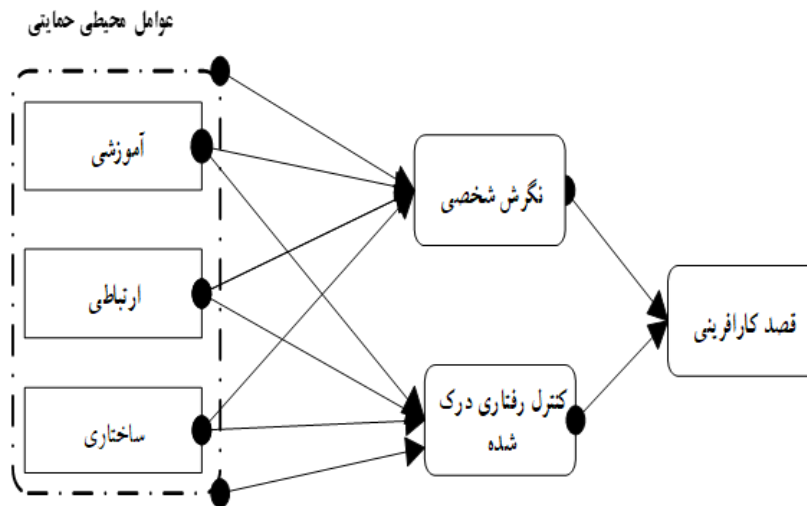 عوامل محیطی حمایتی
آموزشی
نگرش شخصی
ارتباطی
قصد کارافرینی
کنترل رفتاری درک
شده
ساختاری